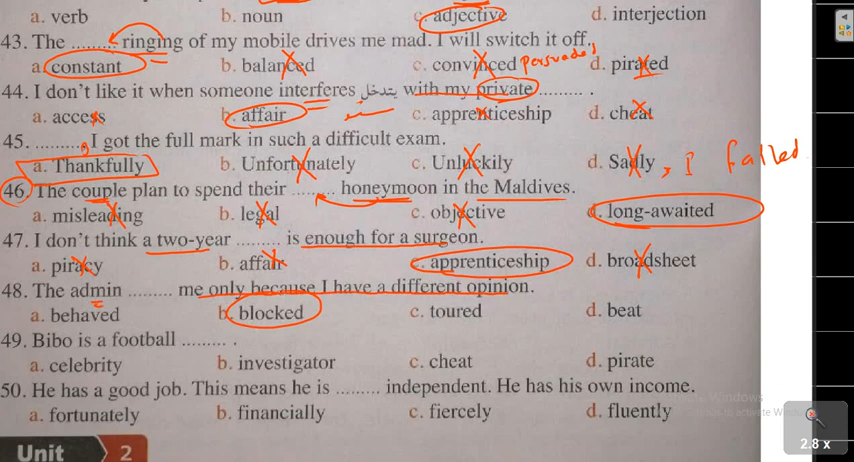 a. verb b. noun c. adjective d. interjection
43. The ......... ringing of my mobile drives me mad. I will switch it off.
a. constant b. balanced c. convinced persuaded d. pirated
44. I don't like it when someone interferes يتدخل with my private .......... .
a. access b. affair c. apprenticeship d. cheat
45. .........., I got the full mark in such a difficult exam.
a. Thankfully b. Unfortunately c. Unluckily d. Sadly , I failed
46. The couple plan to spend their ......... honeymoon in the Maldives.
a. misleading b. legal c. objective d. long-awaited
47. I don't think a two-year ......... is enough for a surgeon.
a. piracy b. affair c. apprenticeship d. broadsheet
48. The admin ......... me only because I have a different opinion.
a. behaved b. blocked c. toured d. beat
49. Bibo is a football ......... .
a. celebrity b. investigator c. cheat d. pirate
50. He has a good job. This means he is ......... independent. He has his own income.
a. fortunately b. financially c. fiercely d. fluently
Unit 2
2.8 x